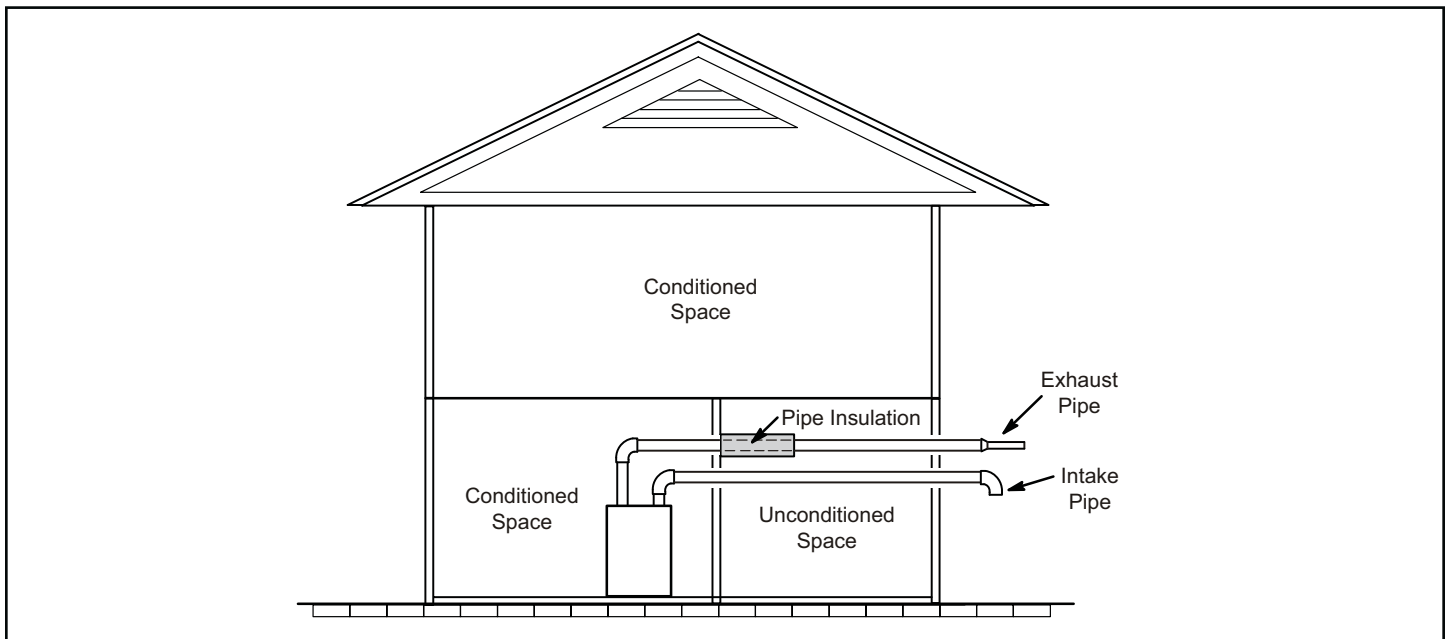 Conditioned
Space
Exhaust
Pipe
Pipe Insulation
Conditioned
Space
Intake
Pipe
Unconditioned
Space